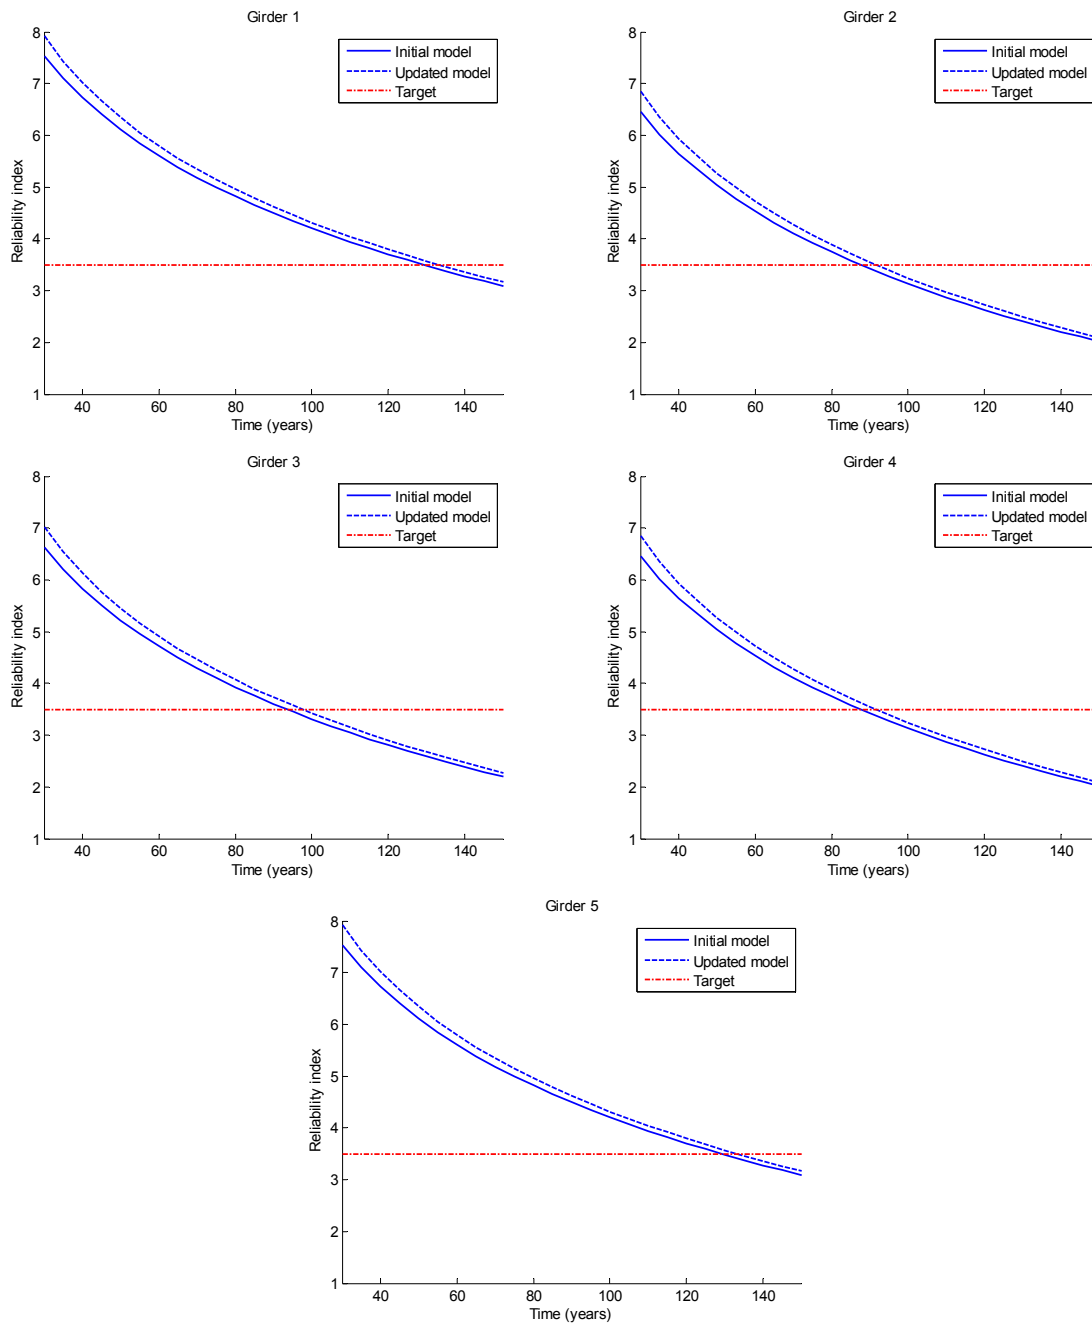 Girder 1
8
7
6
5
4
3
2
1
Reliability index
40 60 80 100 120 140
Time (years)
Initial model
Updated model
Target
Girder 2
8
7
6
5
4
3
2
1
Reliability index
40 60 80 100 120 140
Time (years)
Initial model
Updated model
Target
Girder 3
8
7
6
5
4
3
2
1
Reliability index
40 60 80 100 120 140
Time (years)
Initial model
Updated model
Target
Girder 4
8
7
6
5
4
3
2
1
Reliability index
40 60 80 100 120 140
Time (years)
Initial model
Updated model
Target
Girder 5
8
7
6
5
4
3
2
1
Reliability index
40 60 80 100 120 140
Time (years)
Initial model
Updated model
Target